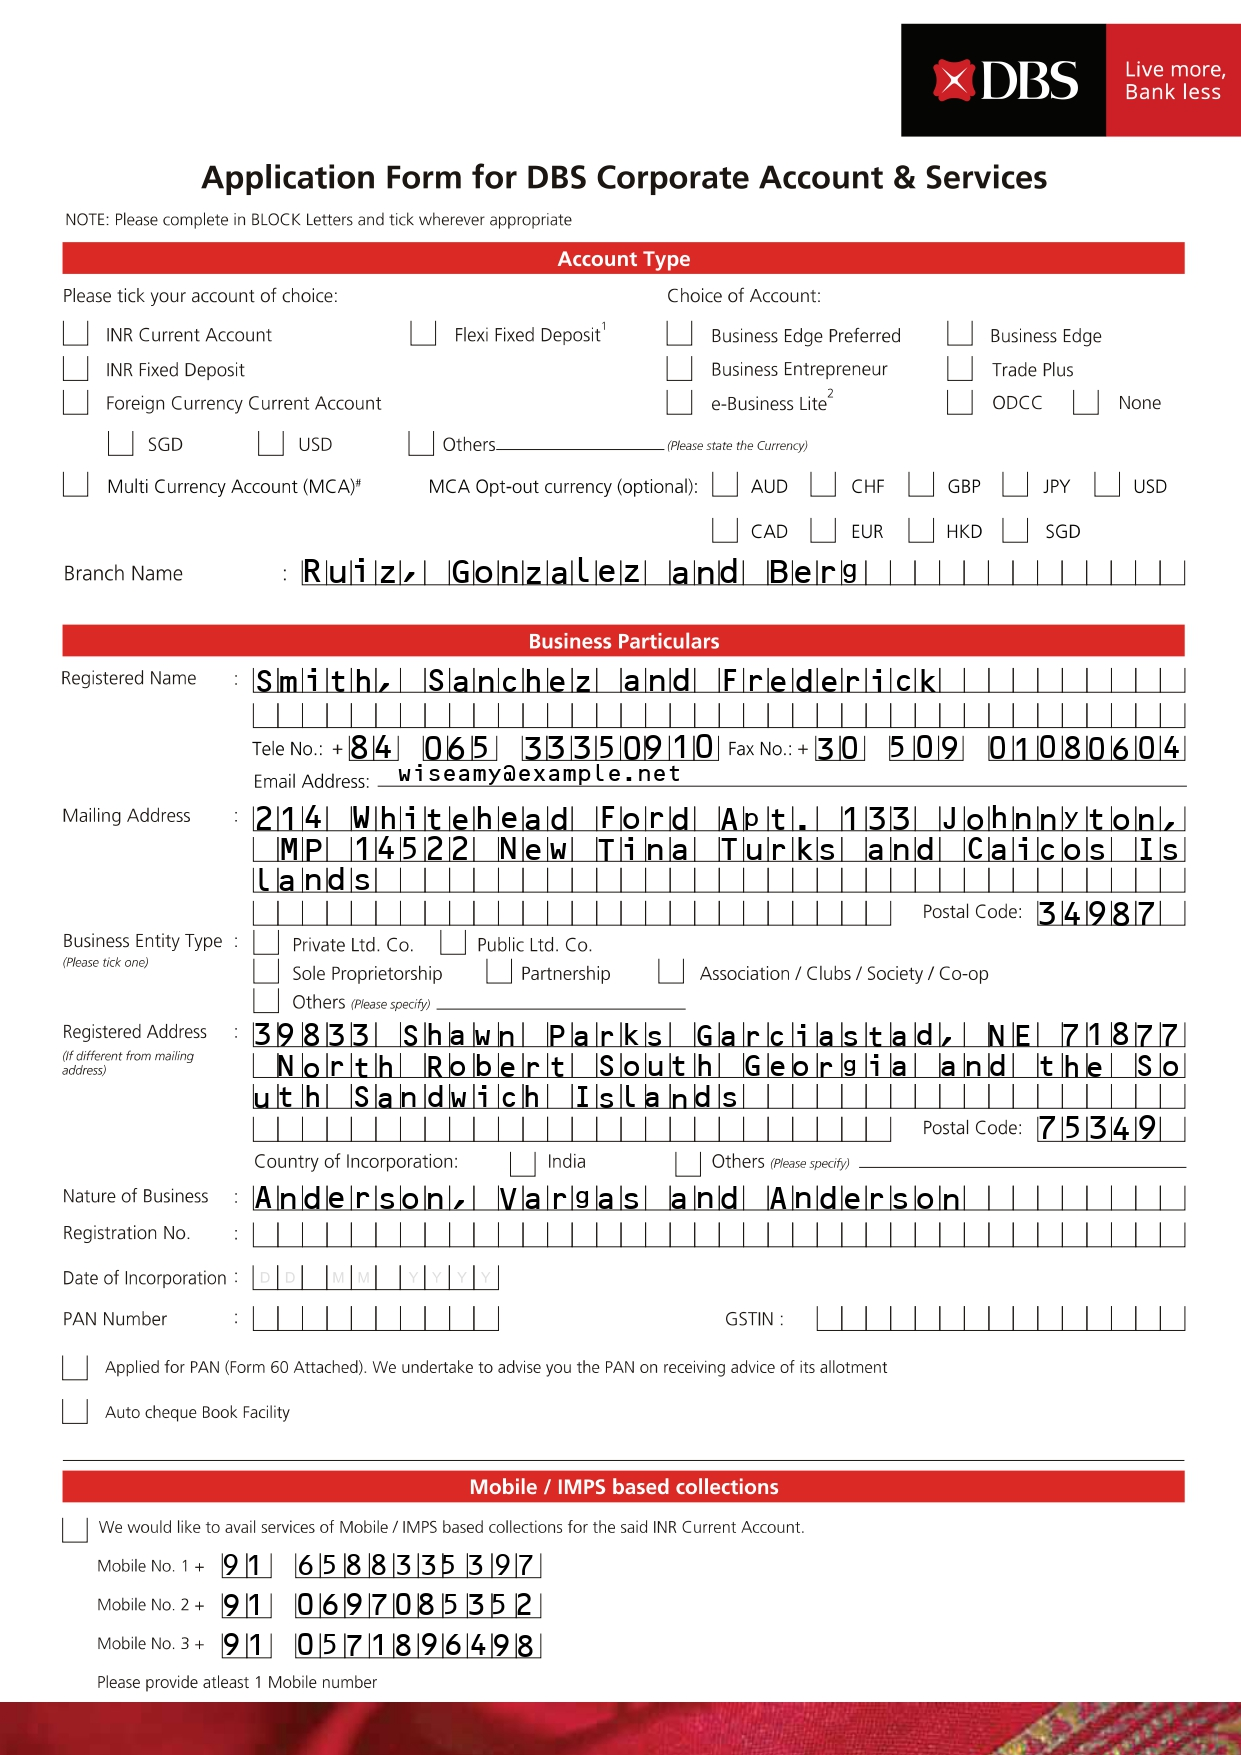 DBS
Live more,
Bank less
Application Form for DBS Corporate Account & Services
NOTE: Please complete in BLOCK Letters and tick wherever appropriate
Account Type
Please tick your account of choice: Choice of Account:
INR Current Account Flexi Fixed Deposit1 Business Edge Preferred Business Edge
INR Fixed Deposit Business Entrepreneur Trade Plus
Foreign Currency Current Account e-Business Lite2 ODCC None
SGD USD Others (Please state the Currency)
Multi Currency Account (MCA)# MCA Opt-out currency (optional): AUD CHF GBP JPY USD
CAD EUR HKD SGD
Branch Name : Ruiz, Gonzalez and Berg
Business Particulars
Registered Name : Smith, Sanchez and Frederick
Tele No.: + 84 065 33350910 Fax No.: + 30 509 01080604
Email Address: wiseamy@example.net
Mailing Address : 214 Whitehead Ford Apt. 133 Johnnyton,
MP 14522 New Tina Turks and Caicos Is
lands
Postal Code: 34987
Business Entity Type : Private Ltd. Co. Public Ltd. Co.
(Please tick one)
Sole Proprietorship Partnership Association / Clubs / Society / Co-op
Others (Please specify)
Registered Address : 39833 Shawn Parks Garciastad, NE 71877
(If different from mailing
address)
North Robert South Georgia and the So
uth Sandwich Islands
Postal Code: 75349
Country of Incorporation: India Others (Please specify)
Nature of Business : Anderson, Vargas and Anderson
Registration No. :
Date of Incorporation : D D M M Y Y Y Y
PAN Number : GSTIN :
Applied for PAN (Form 60 Attached). We undertake to advise you the PAN on receiving advice of its allotment
Auto cheque Book Facility
Mobile / IMPS based collections
We would like to avail services of Mobile / IMPS based collections for the said INR Current Account.
Mobile No. 1 + 91 6588335397
Mobile No. 2 + 91 0697085352
Mobile No. 3 + 91 0571896498
Please provide atleast 1 Mobile number